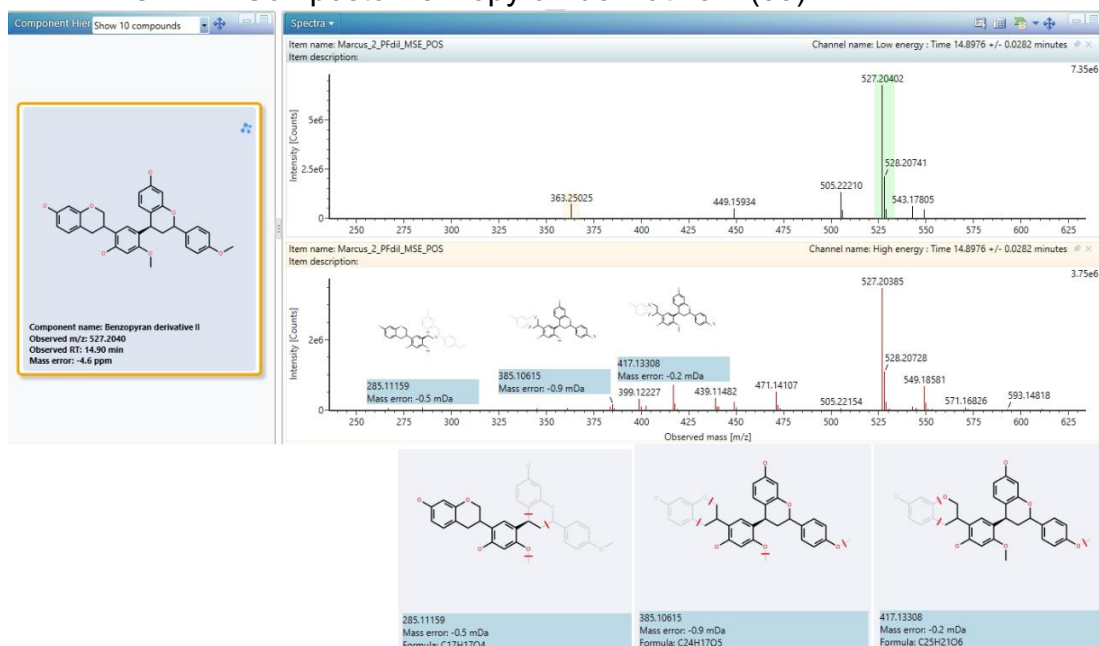 Component Hier
Show 10 compounds
Component name: Benzopyran derivative II
Observed m/z: 527.2040
Observed RT: 14.90 min
Mass error: -4.6 ppm
Spectra
Item name: Marcus_2_PFdil_MSE_POS
Channel name: Low energy : Time 14.8976 +/- 0.0282 minutes
Item description:
7.35e6
Intensity [Counts]
5e6
2.5e6
0
363.25025
449.15934
505.22210
527.20402
528.20741
543.17805
250 275 300 325 350 375 400 425 450 475 500 525 550 575 600 625
Item name: Marcus_2_PFdil_MSE_POS
Channel name: High energy : Time 14.8976 +/- 0.0282 minutes
Item description:
3.75e6
Intensity [Counts]
2e6
0
285.11159
Mass error: -0.5 mDa
385.10615
Mass error: -0.9 mDa
417.13308
Mass error: -0.2 mDa
399.12227
439.11482
471.14107
505.22154
527.20385
528.20728
549.18581
571.16826
593.14818
250 275 300 325 350 375 400 425 450 475 500 525 550 575 600 625
Observed mass [m/z]
285.11159
Mass error: -0.5 mDa
Formula: C17H17O4
385.10615
Mass error: -0.9 mDa
Formula: C24H17O5
417.13308
Mass error: -0.2 mDa
Formula: C25H21O6